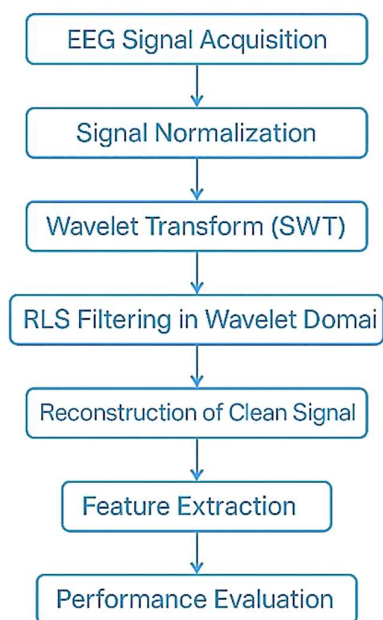 EEG Signal Acquisition
Signal Normalization
Wavelet Transform (SWT)
RLS Filtering in Wavelet Domai
Reconstruction of Clean Signal
Feature Extraction
Performance Evaluation